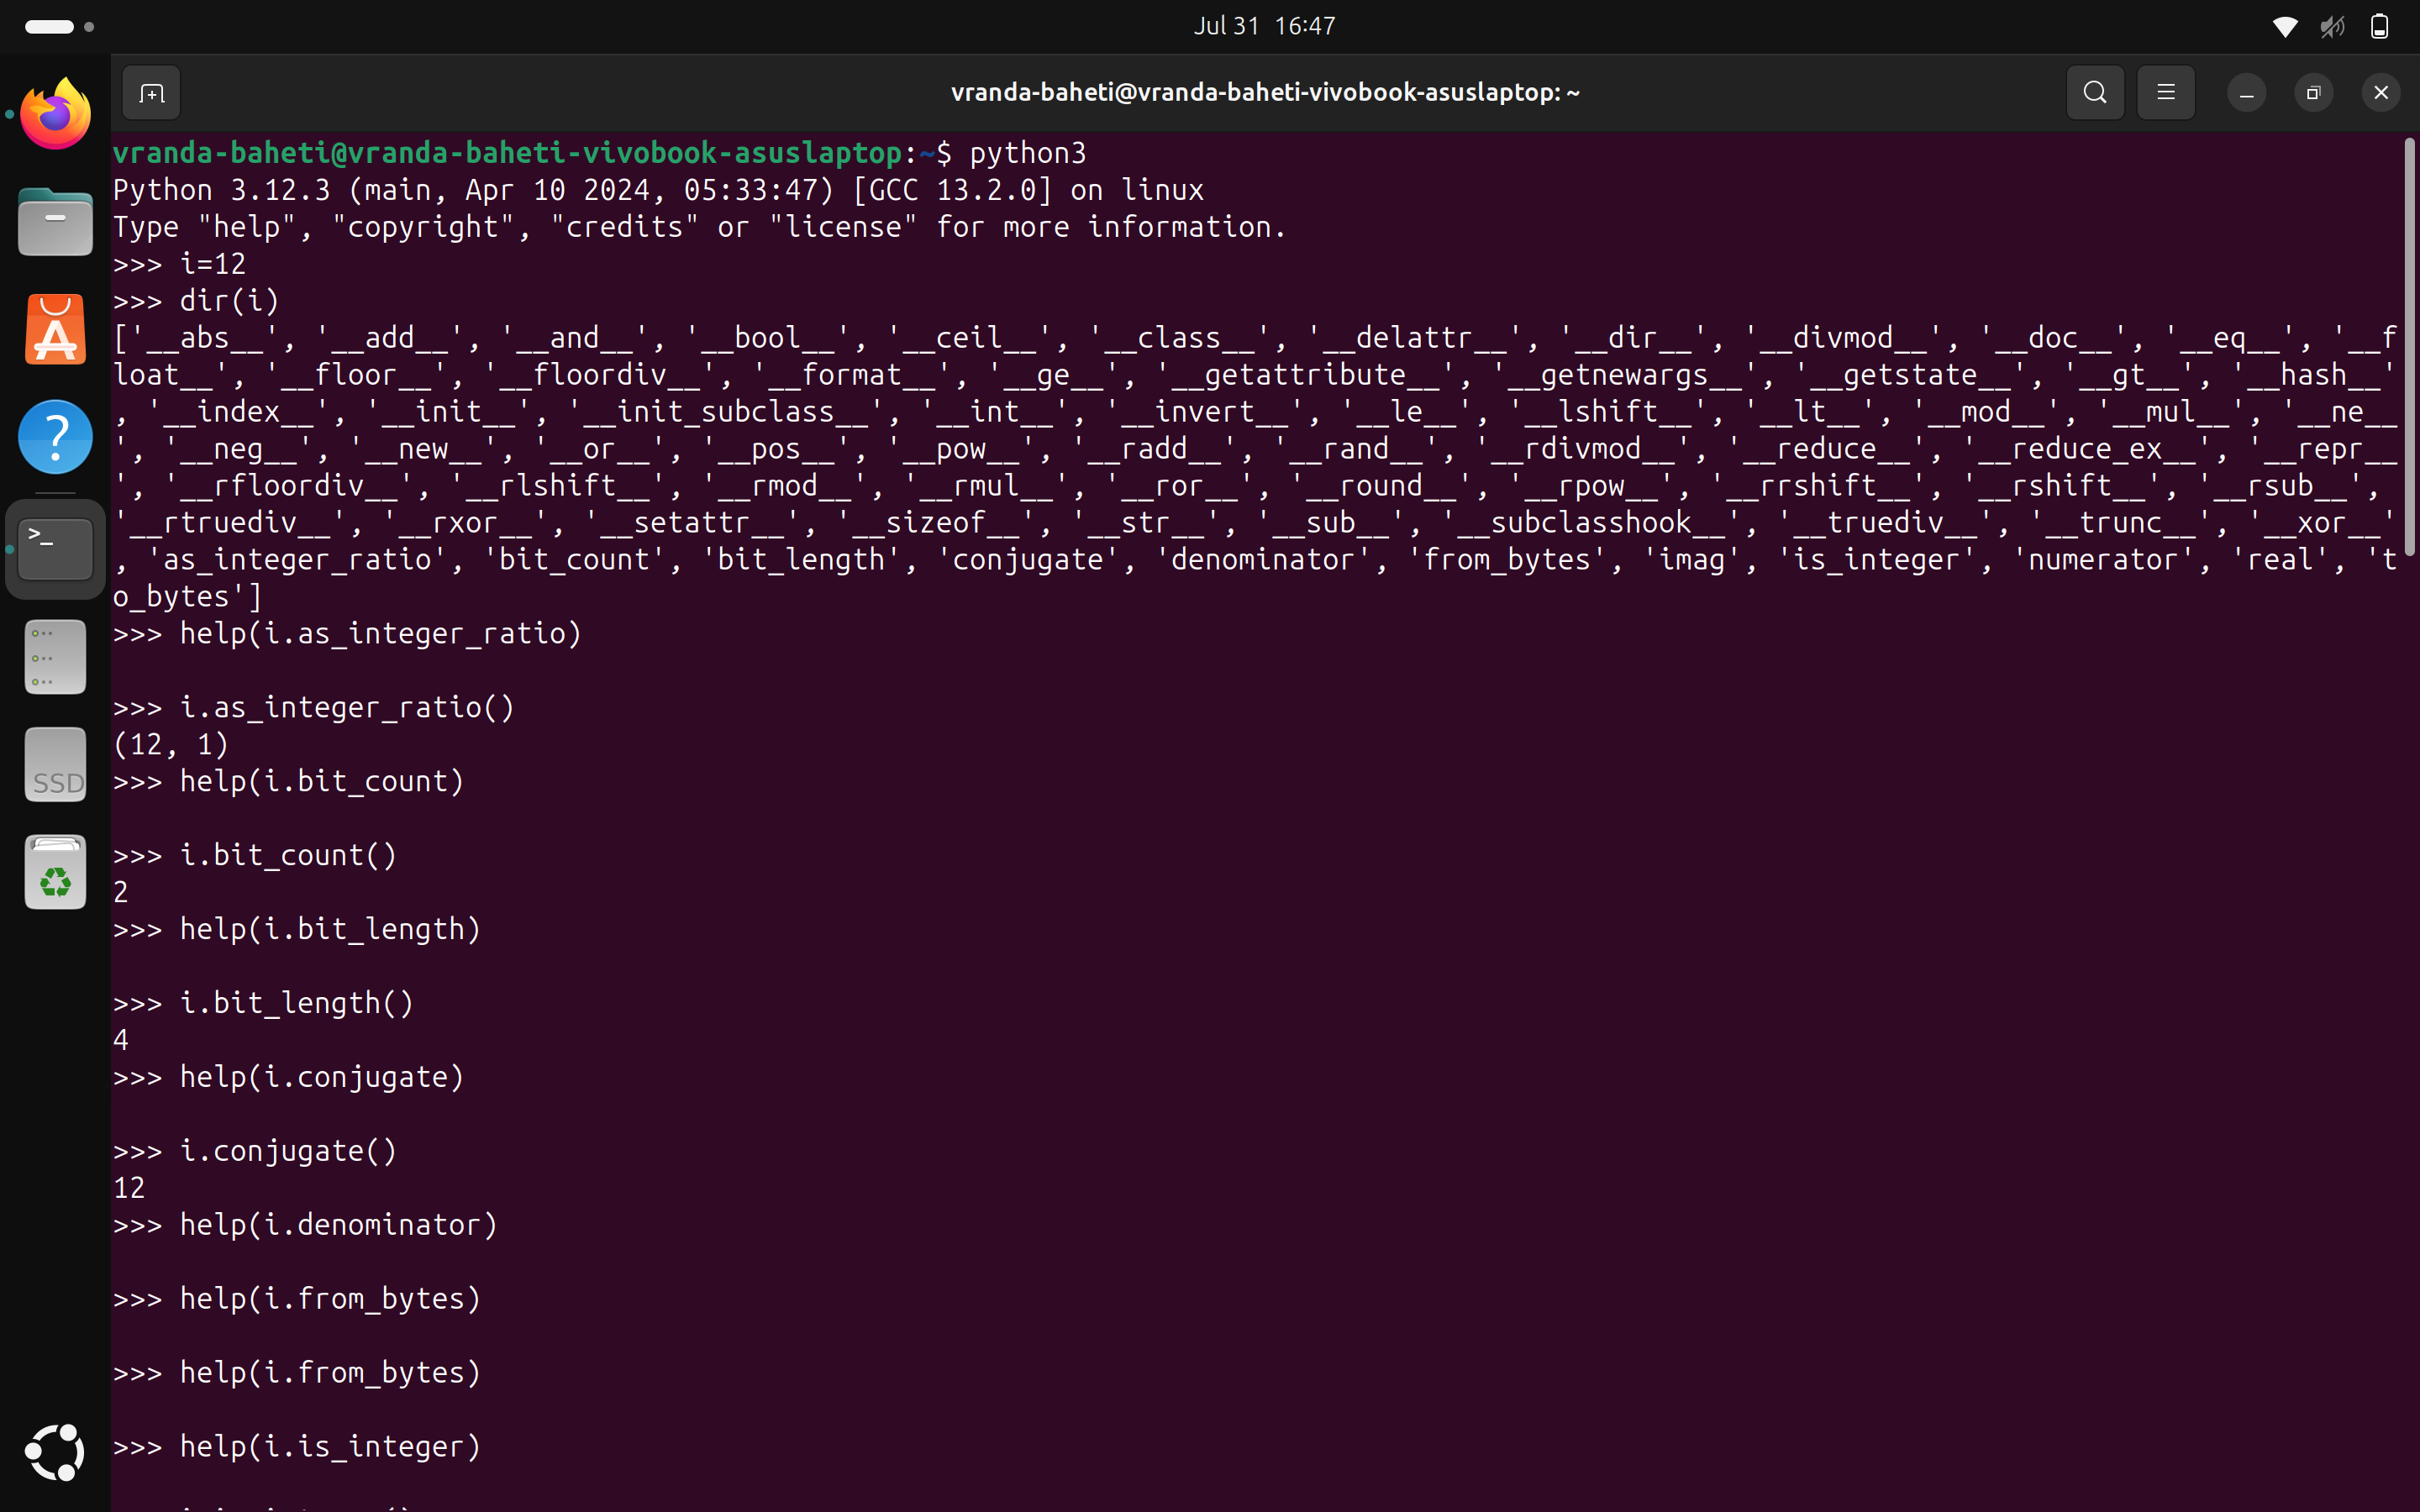 Jul 31 16:47
vranda-baheti@vranda-baheti-vivobook-asuslaptop: ~
vranda-baheti@vranda-baheti-vivobook-asuslaptop:~$ python3
Python 3.12.3 (main, Apr 10 2024, 05:33:47) [GCC 13.2.0] on linux
Type "help", "copyright", "credits" or "license" for more information.
>>> i=12
>>> dir(i)
['__abs__', '__add__', '__and__', '__bool__', '__ceil__', '__class__', '__delattr__', '__dir__', '__divmod__', '__doc__', '__eq__', '__f
loat__', '__floor__', '__floordiv__', '__format__', '__ge__', '__getattribute__', '__getnewargs__', '__getstate__', '__gt__', '__hash__'
, '__index__', '__init__', '__init_subclass__', '__int__', '__invert__', '__le__', '__lshift__', '__lt__', '__mod__', '__mul__', '__ne__
', '__neg__', '__new__', '__or__', '__pos__', '__pow__', '__radd__', '__rand__', '__rdivmod__', '__reduce__', '__reduce_ex__', '__repr__
', '__rfloordiv__', '__rlshift__', '__rmod__', '__rmul__', '__ror__', '__round__', '__rpow__', '__rrshift__', '__rshift__', '__rsub__',
'__rtruediv__', '__rxor__', '__setattr__', '__sizeof__', '__str__', '__sub__', '__subclasshook__', '__truediv__', '__trunc__', '__xor__'
, 'as_integer_ratio', 'bit_count', 'bit_length', 'conjugate', 'denominator', 'from_bytes', 'imag', 'is_integer', 'numerator', 'real', 't
o_bytes']
>>> help(i.as_integer_ratio)
>>> i.as_integer_ratio()
(12, 1)
>>> help(i.bit_count)
>>> i.bit_count()
2
>>> help(i.bit_length)
>>> i.bit_length()
4
>>> help(i.conjugate)
>>> i.conjugate()
12
>>> help(i.denominator)
>>> help(i.from_bytes)
>>> help(i.from_bytes)
>>> help(i.is_integer)
SSD